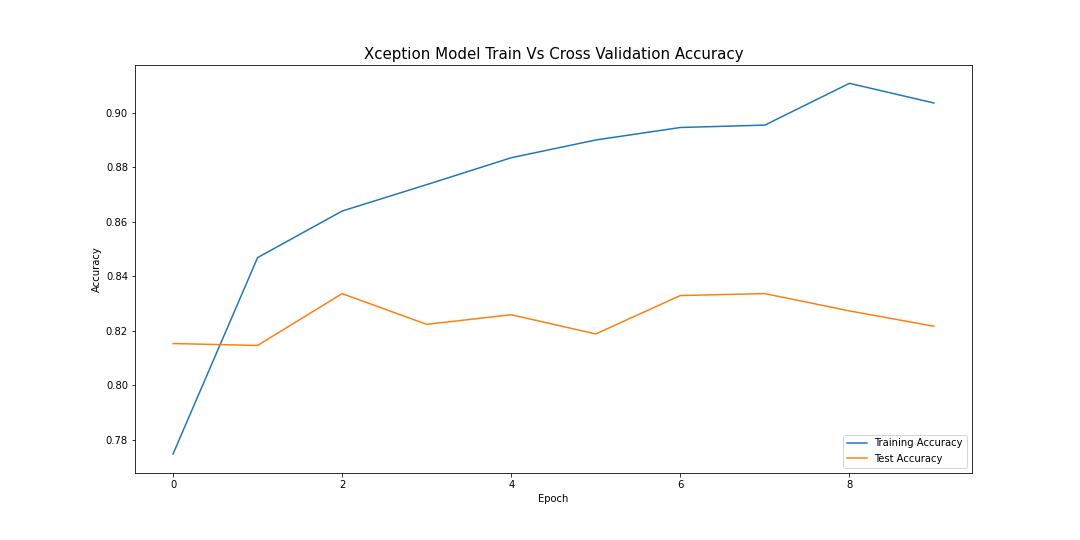 Xception Model Train Vs Cross Validation Accuracy
0.90
0.88
0.86
0.84
0.82
0.80
0.78
Accuracy
0 2 4 6 8
Epoch
Training Accuracy
Test Accuracy